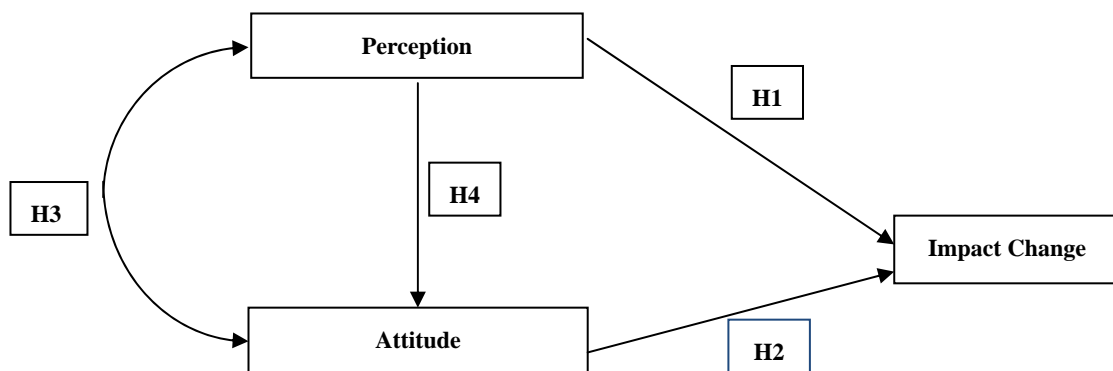 Perception
H1
H4
H3
Impact Change
Attitude
H2